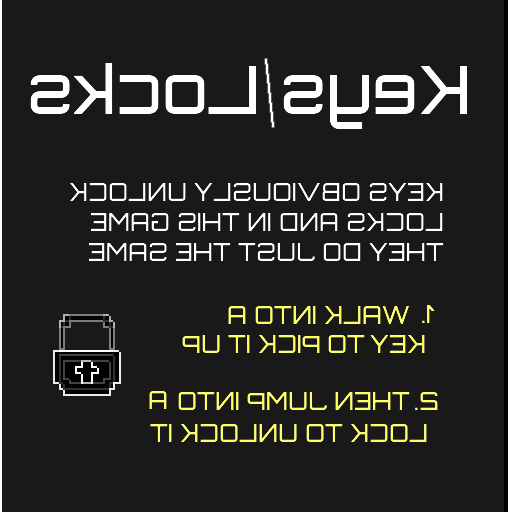 Keys/Locks
KEYS OBVIOUSLY UNLOCK
LOCKS AND IN THIS GAME
THEY DO JUST THE SAME
1. WALK INTO A
KEY TO PICK IT UP
2. THEN JUMP INTO A
LOCK TO UNLOCK IT